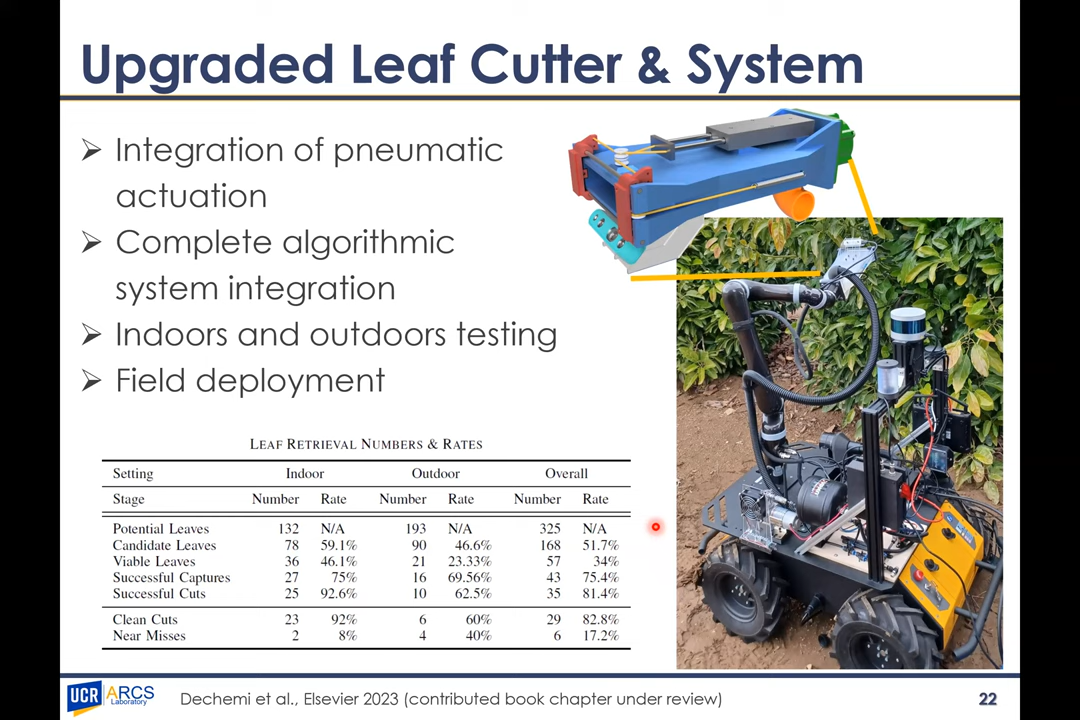 Upgraded Leaf Cutter & System
➢ Integration of pneumatic
actuation
➢ Complete algorithmic
system integration
➢ Indoors and outdoors testing
➢ Field deployment
LEAF RETRIEVAL NUMBERS & RATES
Setting Indoor Outdoor Overall
Stage Number Rate Number Rate Number Rate
Potential Leaves 132 N/A 193 N/A 325 N/A
Candidate Leaves 78 59.1% 90 46.6% 168 51.7%
Viable Leaves 36 46.1% 21 23.33% 57 34%
Successful Captures 27 75% 16 69.56% 43 75.4%
Successful Cuts 25 92.6% 10 62.5% 35 81.4%
Clean Cuts 23 92% 6 60% 29 82.8%
Near Misses 2 8% 4 40% 6 17.2%
UCR ARCS
Laboratory
Dechemi et al., Elsevier 2023 (contributed book chapter under review)
22